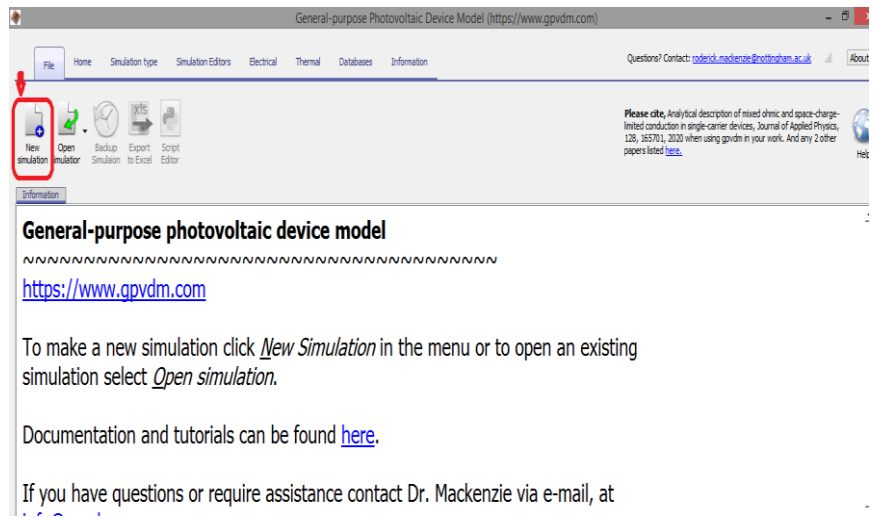 General-purpose Photovoltaic Device Model (https://www.gpvdm.com)
File Home Simulation type Simulation Editors Electrical Thermal Databases Information
Questions? Contact: roderick.mackenzie@nottingham.ac.uk About
New simulation
Open simulation
Backup Simulaion
Export to Excel
Script Editor
Please cite, Analytical description of mixed ohmic and space-charge-
limited conduction in single-carrier devices, Journal of Applied Physics,
128, 165701, 2020 when using gpvdm in your work. And any 2 other
papers listed here.
Help
Information
General-purpose photovoltaic device model
~~~~~~~~~~~~~~~~~~~~~~~~~~~~~~~~~~~~~~~
https://www.gpvdm.com
To make a new simulation click New Simulation in the menu or to open an existing
simulation select Open simulation.
Documentation and tutorials can be found here.
If you have questions or require assistance contact Dr. Mackenzie via e-mail, at